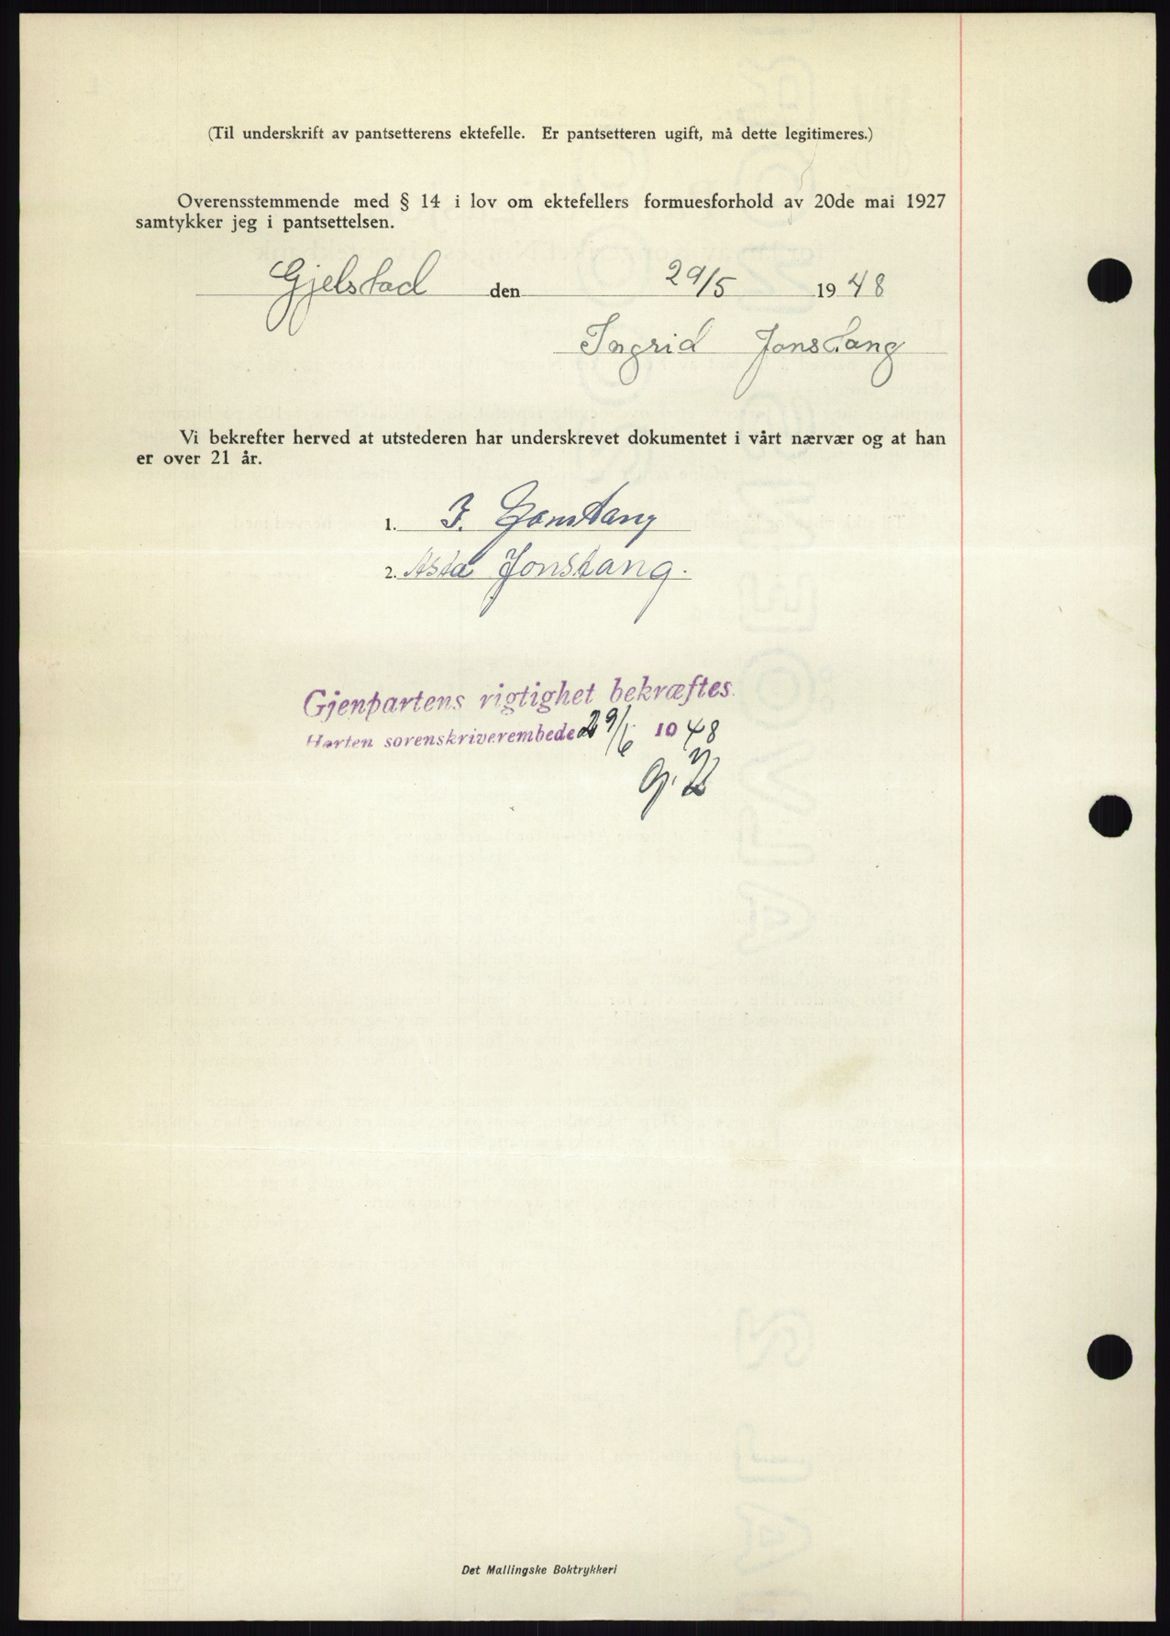 (Til underskrift av pantsetterens ektefelle. Er pantsetteren ugift, må dette legitimeres.)
Overensstemmende med § 14 i lov om ektefellers formuesforhold av 20de mai 1927
samtykker jeg i pantsettelsen.
Gjelstad den 29/5 1948
Ingrid Jonstang
Vi bekrefter herved at utstederen har underskrevet dokumentet i vårt nærvær og at han
er over 21 år.
1. J. Jonstang
2. Asta Jonstang.
Gjenpartens rigtighet bekræftes
sorenskriverembede 29/6 1948
Det Mallingske Boktrykkeri